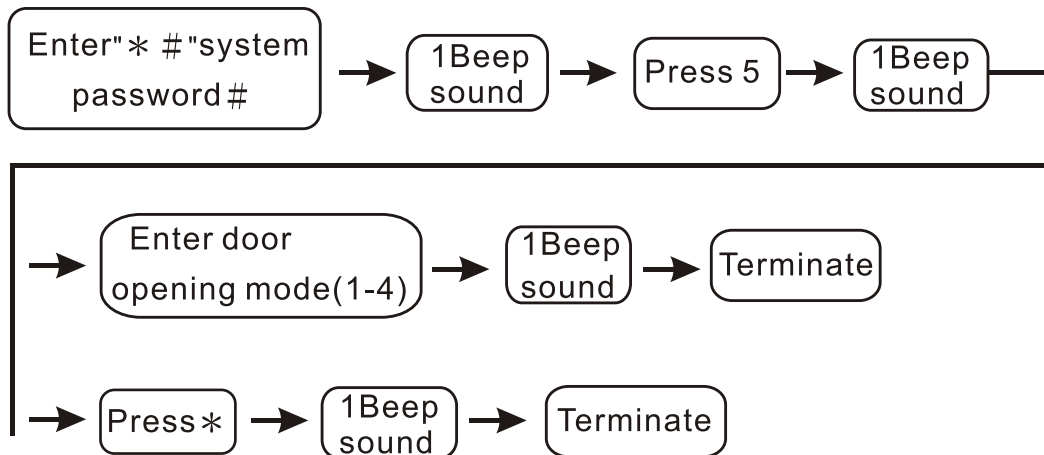 Enter"* #"system
password#
1Beep
sound
Press 5
1Beep
sound
Enter door
opening mode(1-4)
1Beep
sound
Terminate
Press*
1Beep
sound
Terminate